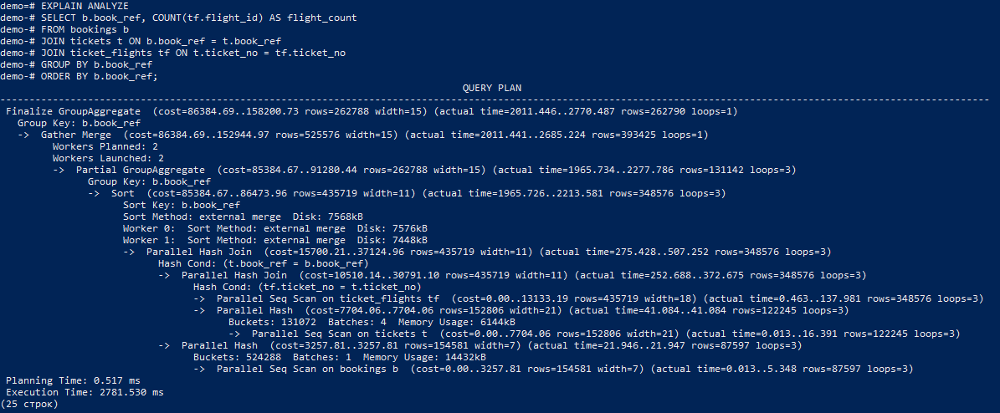 demo=# EXPLAIN ANALYZE
demo-# SELECT b.book_ref, COUNT(tf.flight_id) AS flight_count
demo-# FROM bookings b
demo-# JOIN tickets t ON b.book_ref = t.book_ref
demo-# JOIN ticket_flights tf ON t.ticket_no = tf.ticket_no
demo-# GROUP BY b.book_ref
demo-# ORDER BY b.book_ref;
QUERY PLAN
--------------------------------------------------------------------------------------------------------------------------------------------------------------------------
Finalize GroupAggregate  (cost=86384.69..158200.73 rows=262788 width=15) (actual time=2011.446..2770.487 rows=262790 loops=1)
  Group Key: b.book_ref
  ->  Gather Merge  (cost=86384.69..152944.97 rows=525576 width=15) (actual time=2011.441..2685.224 rows=393425 loops=1)
        Workers Planned: 2
        Workers Launched: 2
        ->  Partial GroupAggregate  (cost=85384.67..91280.44 rows=262788 width=15) (actual time=1965.734..2277.786 rows=131142 loops=3)
              Group Key: b.book_ref
              ->  Sort  (cost=85384.67..86473.96 rows=435719 width=11) (actual time=1965.726..2213.581 rows=348576 loops=3)
                    Sort Key: b.book_ref
                    Sort Method: external merge  Disk: 7568kB
                    Worker 0:  Sort Method: external merge  Disk: 7576kB
                    Worker 1:  Sort Method: external merge  Disk: 7448kB
                    ->  Parallel Hash Join  (cost=15700.21..37124.96 rows=435719 width=11) (actual time=275.428..507.252 rows=348576 loops=3)
                          Hash Cond: (t.book_ref = b.book_ref)
                          ->  Parallel Hash Join  (cost=10510.14..30791.10 rows=435719 width=11) (actual time=252.688..372.675 rows=348576 loops=3)
                                Hash Cond: (tf.ticket_no = t.ticket_no)
                                ->  Parallel Seq Scan on ticket_flights tf  (cost=0.00..13133.19 rows=435719 width=18) (actual time=0.463..137.981 rows=348576 loops=3)
                                ->  Parallel Hash  (cost=7704.06..7704.06 rows=152806 width=21) (actual time=41.084..41.084 rows=122245 loops=3)
                                      Buckets: 131072  Batches: 4  Memory Usage: 6144kB
                                      ->  Parallel Seq Scan on tickets t  (cost=0.00..7704.06 rows=152806 width=21) (actual time=0.013..16.391 rows=122245 loops=3)
                          ->  Parallel Hash  (cost=3257.81..3257.81 rows=154581 width=7) (actual time=21.946..21.947 rows=87597 loops=3)
                                Buckets: 524288  Batches: 1  Memory Usage: 14432kB
                                ->  Parallel Seq Scan on bookings b  (cost=0.00..3257.81 rows=154581 width=7) (actual time=0.013..5.348 rows=87597 loops=3)
Planning Time: 0.517 ms
Execution Time: 2781.530 ms
(25 строк)